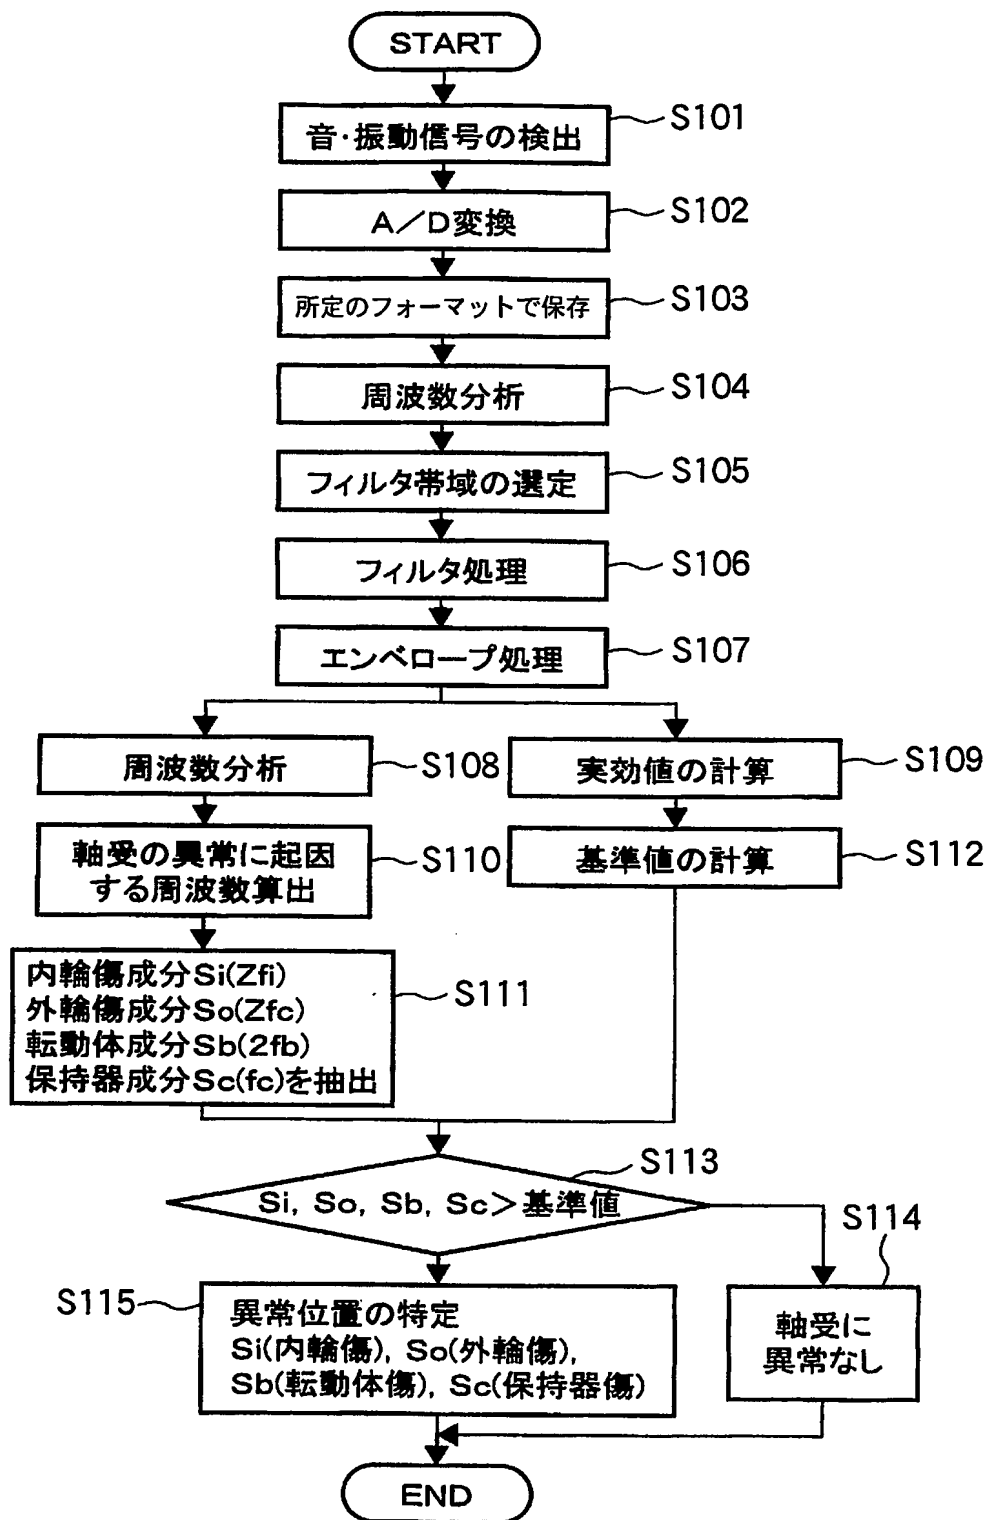 START
音・振動信号の検出
S101
A／D変換
S102
所定のフォーマットで保存
S103
周波数分析
S104
フィルタ帯域の選定
S105
フィルタ処理
S106
エンベロープ処理
S107
周波数分析
S108
実効値の計算
S109
軸受の異常に起因
する周波数算出
S110
基準値の計算
S112
内輪傷成分Si(Zfi)
外輪傷成分So(Zfc)
転動体成分Sb(2fb)
保持器成分Sc(fc)を抽出
S111
S113
Si, So, Sb, Sc＞基準値
S114
S115
異常位置の特定
Si(内輪傷), So(外輪傷),
Sb(転動体傷), Sc(保持器傷)
軸受に
異常なし
END